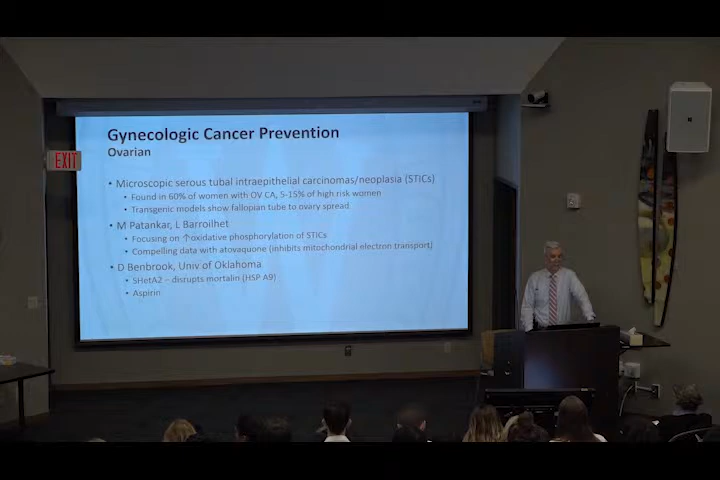 Gynecologic Cancer Prevention
Ovarian
EXIT
• Microscopic serous tubal intraepithelial carcinomas/neoplasia (STICs)
• Found in 60% of women with OV CA, 5-15% of high risk women
• Transgenic models show fallopian tube to ovary spread
• M Patankar, L Barroilhet
• Focusing on ↑oxidative phosphorylation of STICs
• Compelling data with atovaquone (inhibits mitochondrial electron transport)
• D Benbrook, Univ of Oklahoma
• SHetA2 – disrupts mortalin (HSP A9)
• Aspirin